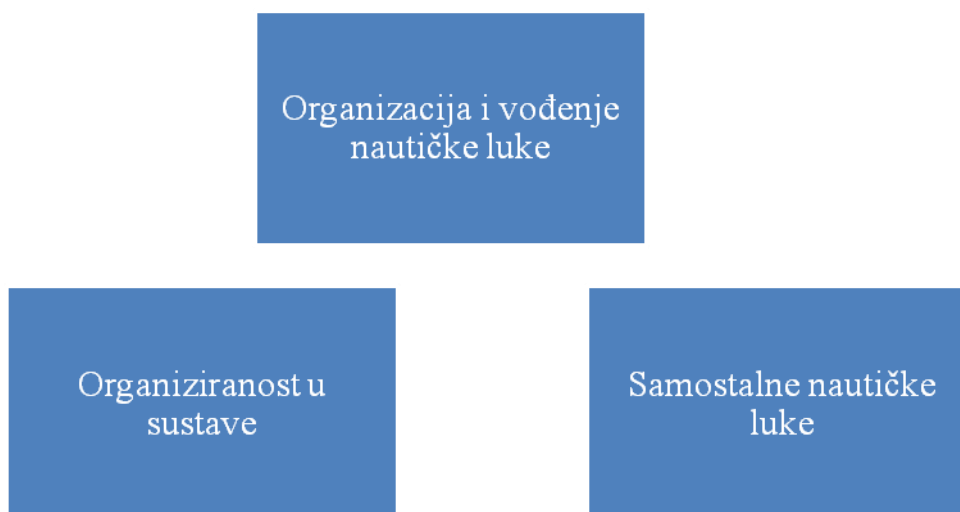 Organizacija i vođenje
nautičke luke
Organiziranost u
sustave
Samostalne nautičke
luke